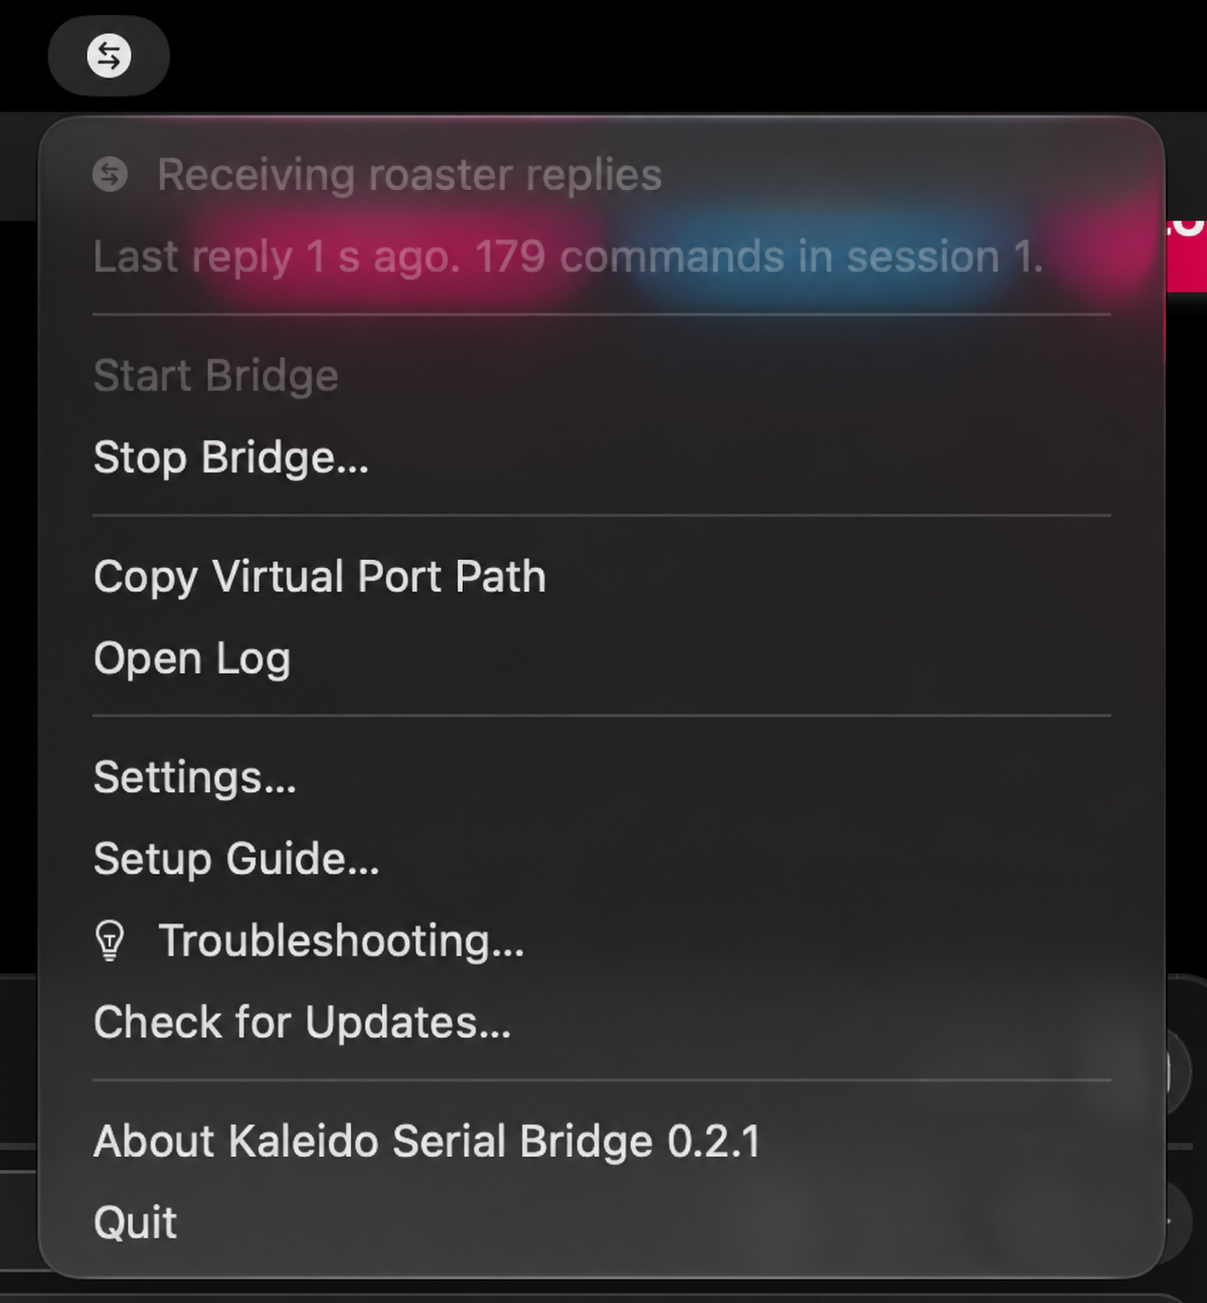 Receiving roaster replies
Last reply 1 s ago. 179 commands in session 1.
Start Bridge
Stop Bridge...
Copy Virtual Port Path
Open Log
Settings...
Setup Guide...
Troubleshooting...
Check for Updates...
About Kaleido Serial Bridge 0.2.1
Quit